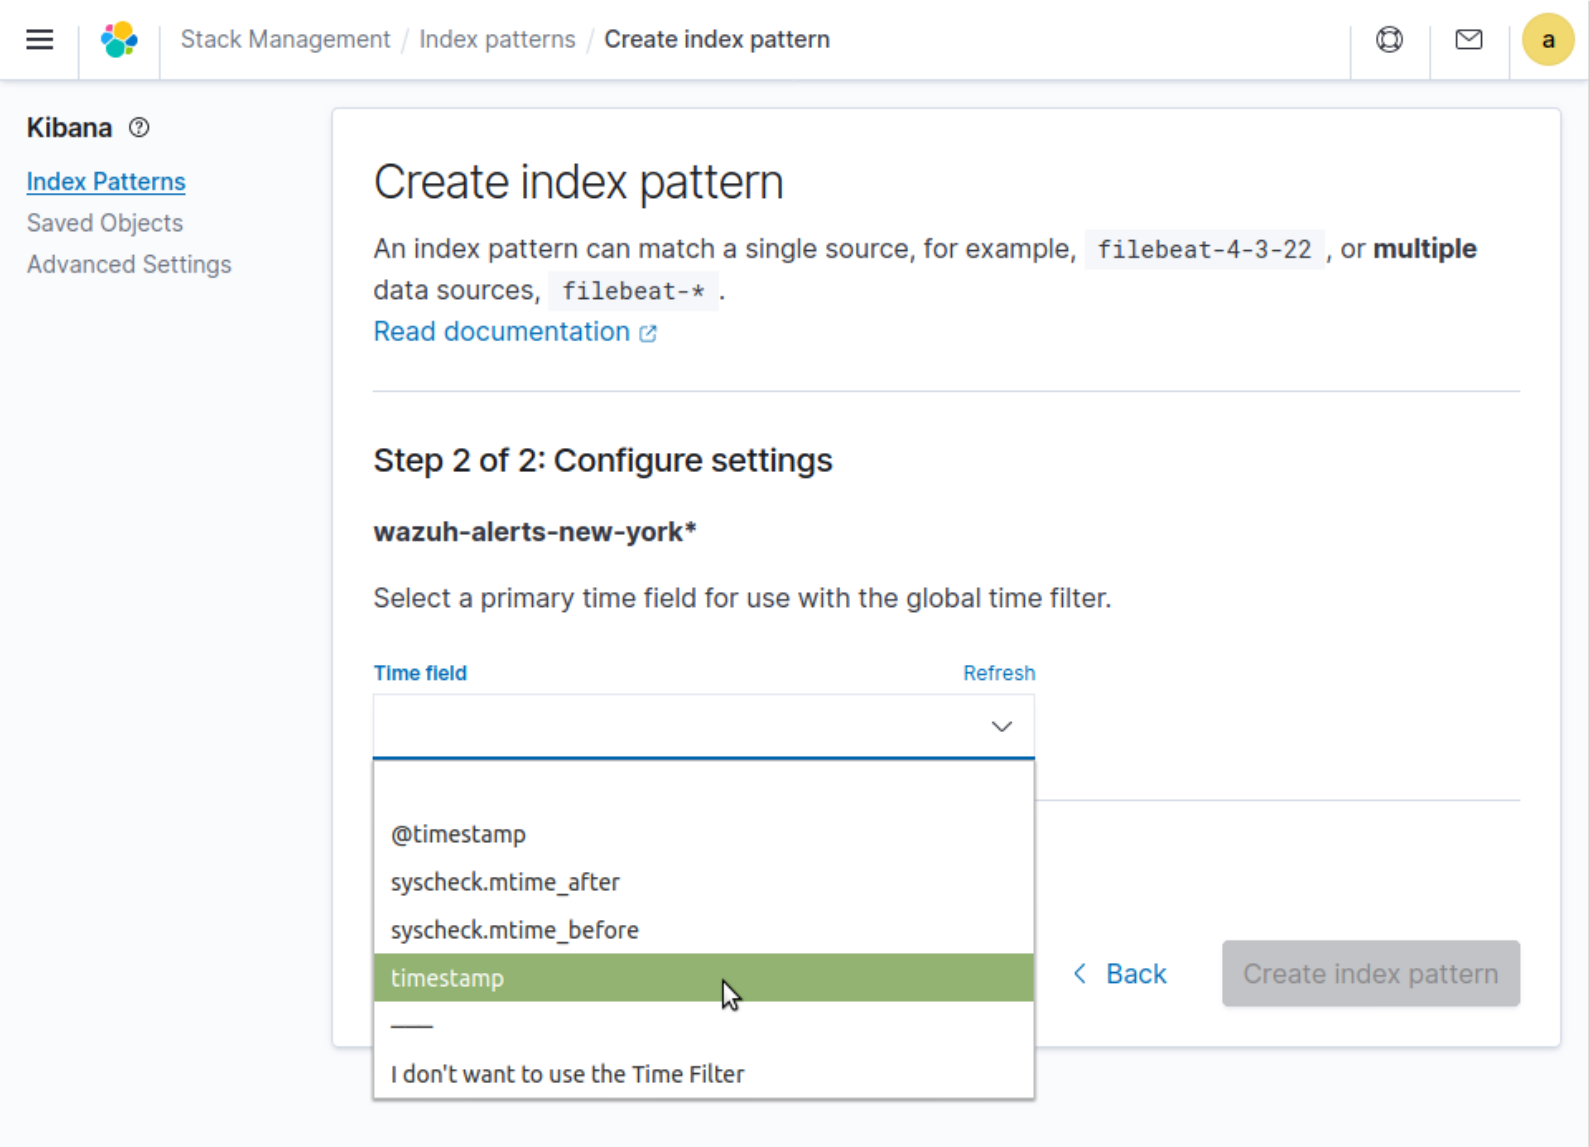 Stack Management / Index patterns / Create index pattern
a
Kibana
Index Patterns
Saved Objects
Advanced Settings
Create index pattern
An index pattern can match a single source, for example, filebeat-4-3-22 , or multiple
data sources, filebeat-* .
Read documentation
Step 2 of 2: Configure settings
wazuh-alerts-new-york*
Select a primary time field for use with the global time filter.
Time field Refresh
@timestamp
syscheck.mtime_after
syscheck.mtime_before
timestamp
___
I don't want to use the Time Filter
Back
Create index pattern